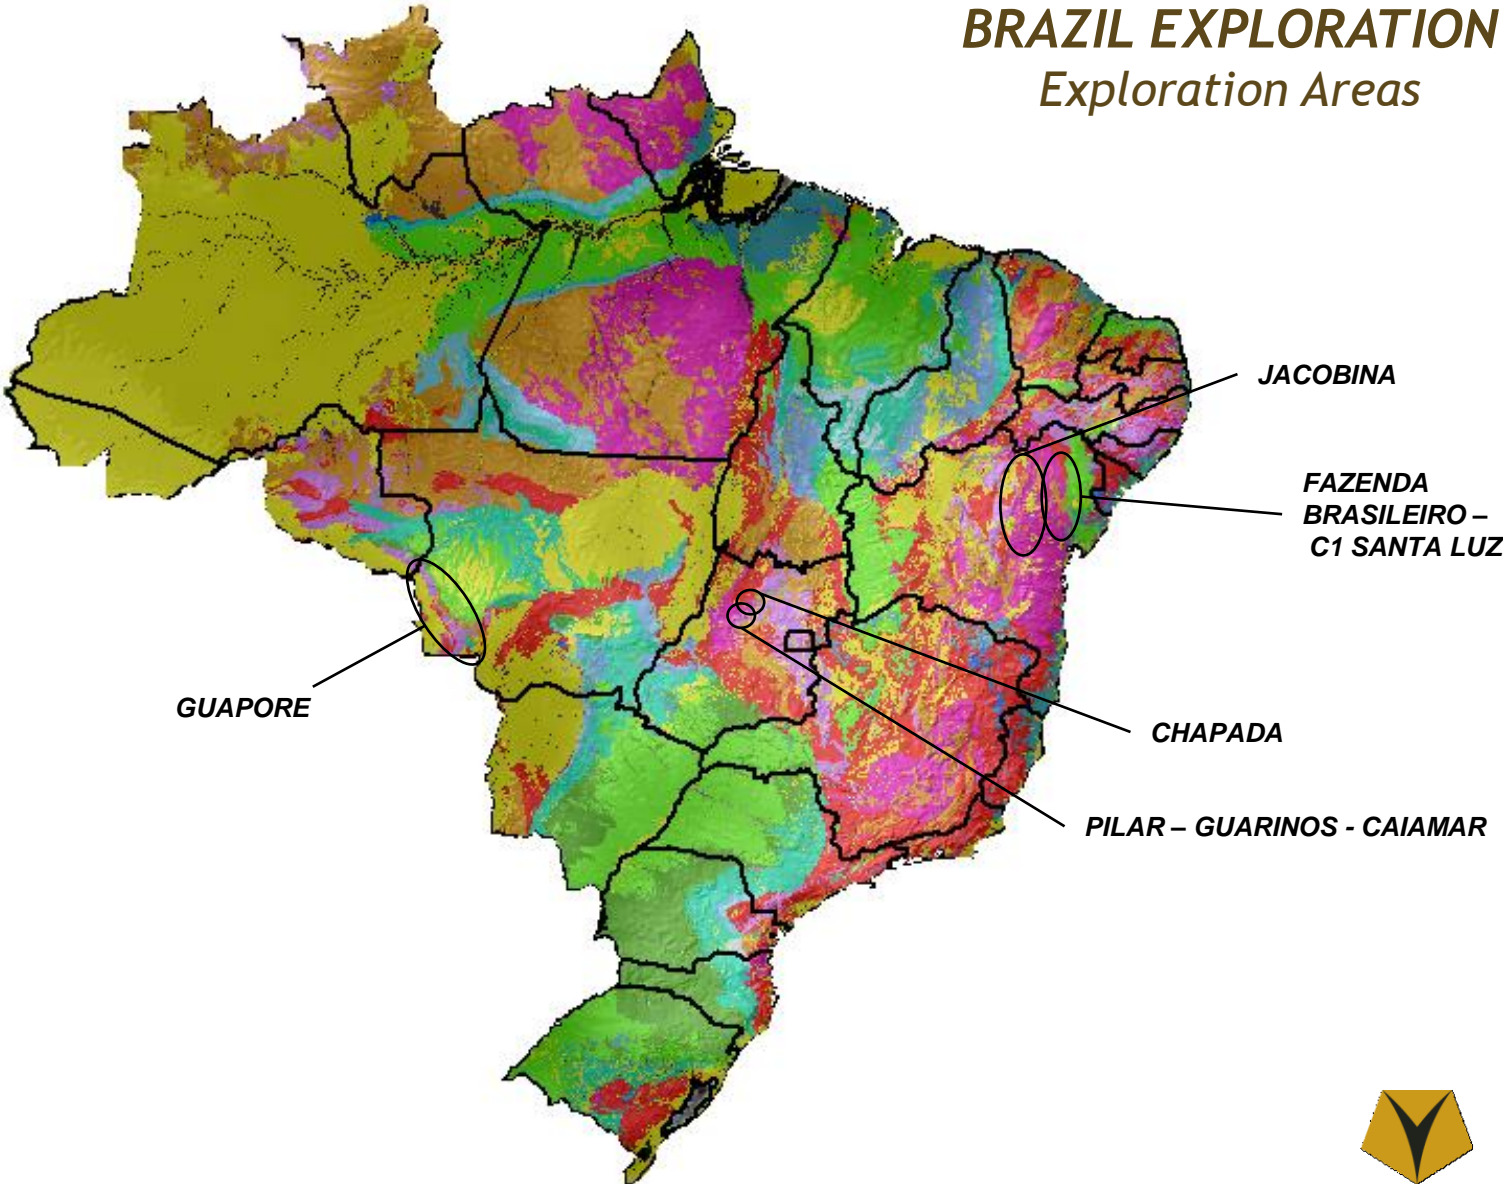 BRAZIL EXPLORATION
Exploration Areas
JACOBINA
FAZENDA
BRASILEIRO –
C1 SANTA LUZ
GUAPORE
CHAPADA
PILAR – GUARINOS - CAIAMAR